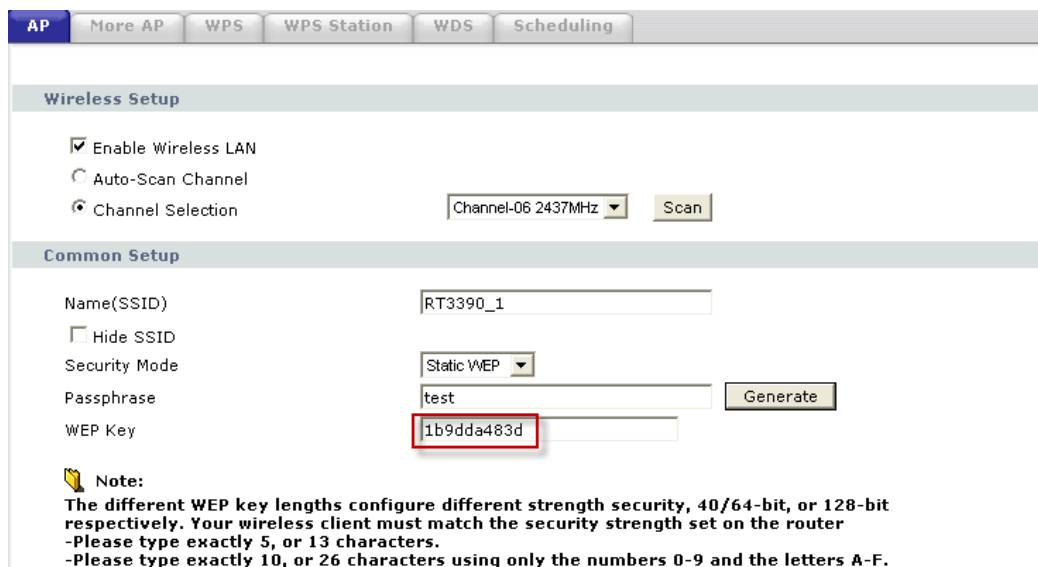 AP More AP WPS WPS Station WDS Scheduling
Wireless Setup
Enable Wireless LAN
Auto-Scan Channel
Channel Selection Channel-06 2437MHz Scan
Common Setup
Name(SSID) RT3390_1
Hide SSID
Security Mode Static WEP
Passphrase test Generate
WEP Key 1b9dda483d
Note:
The different WEP key lengths configure different strength security, 40/64-bit, or 128-bit
respectively. Your wireless client must match the security strength set on the router
-Please type exactly 5, or 13 characters.
-Please type exactly 10, or 26 characters using only the numbers 0-9 and the letters A-F.